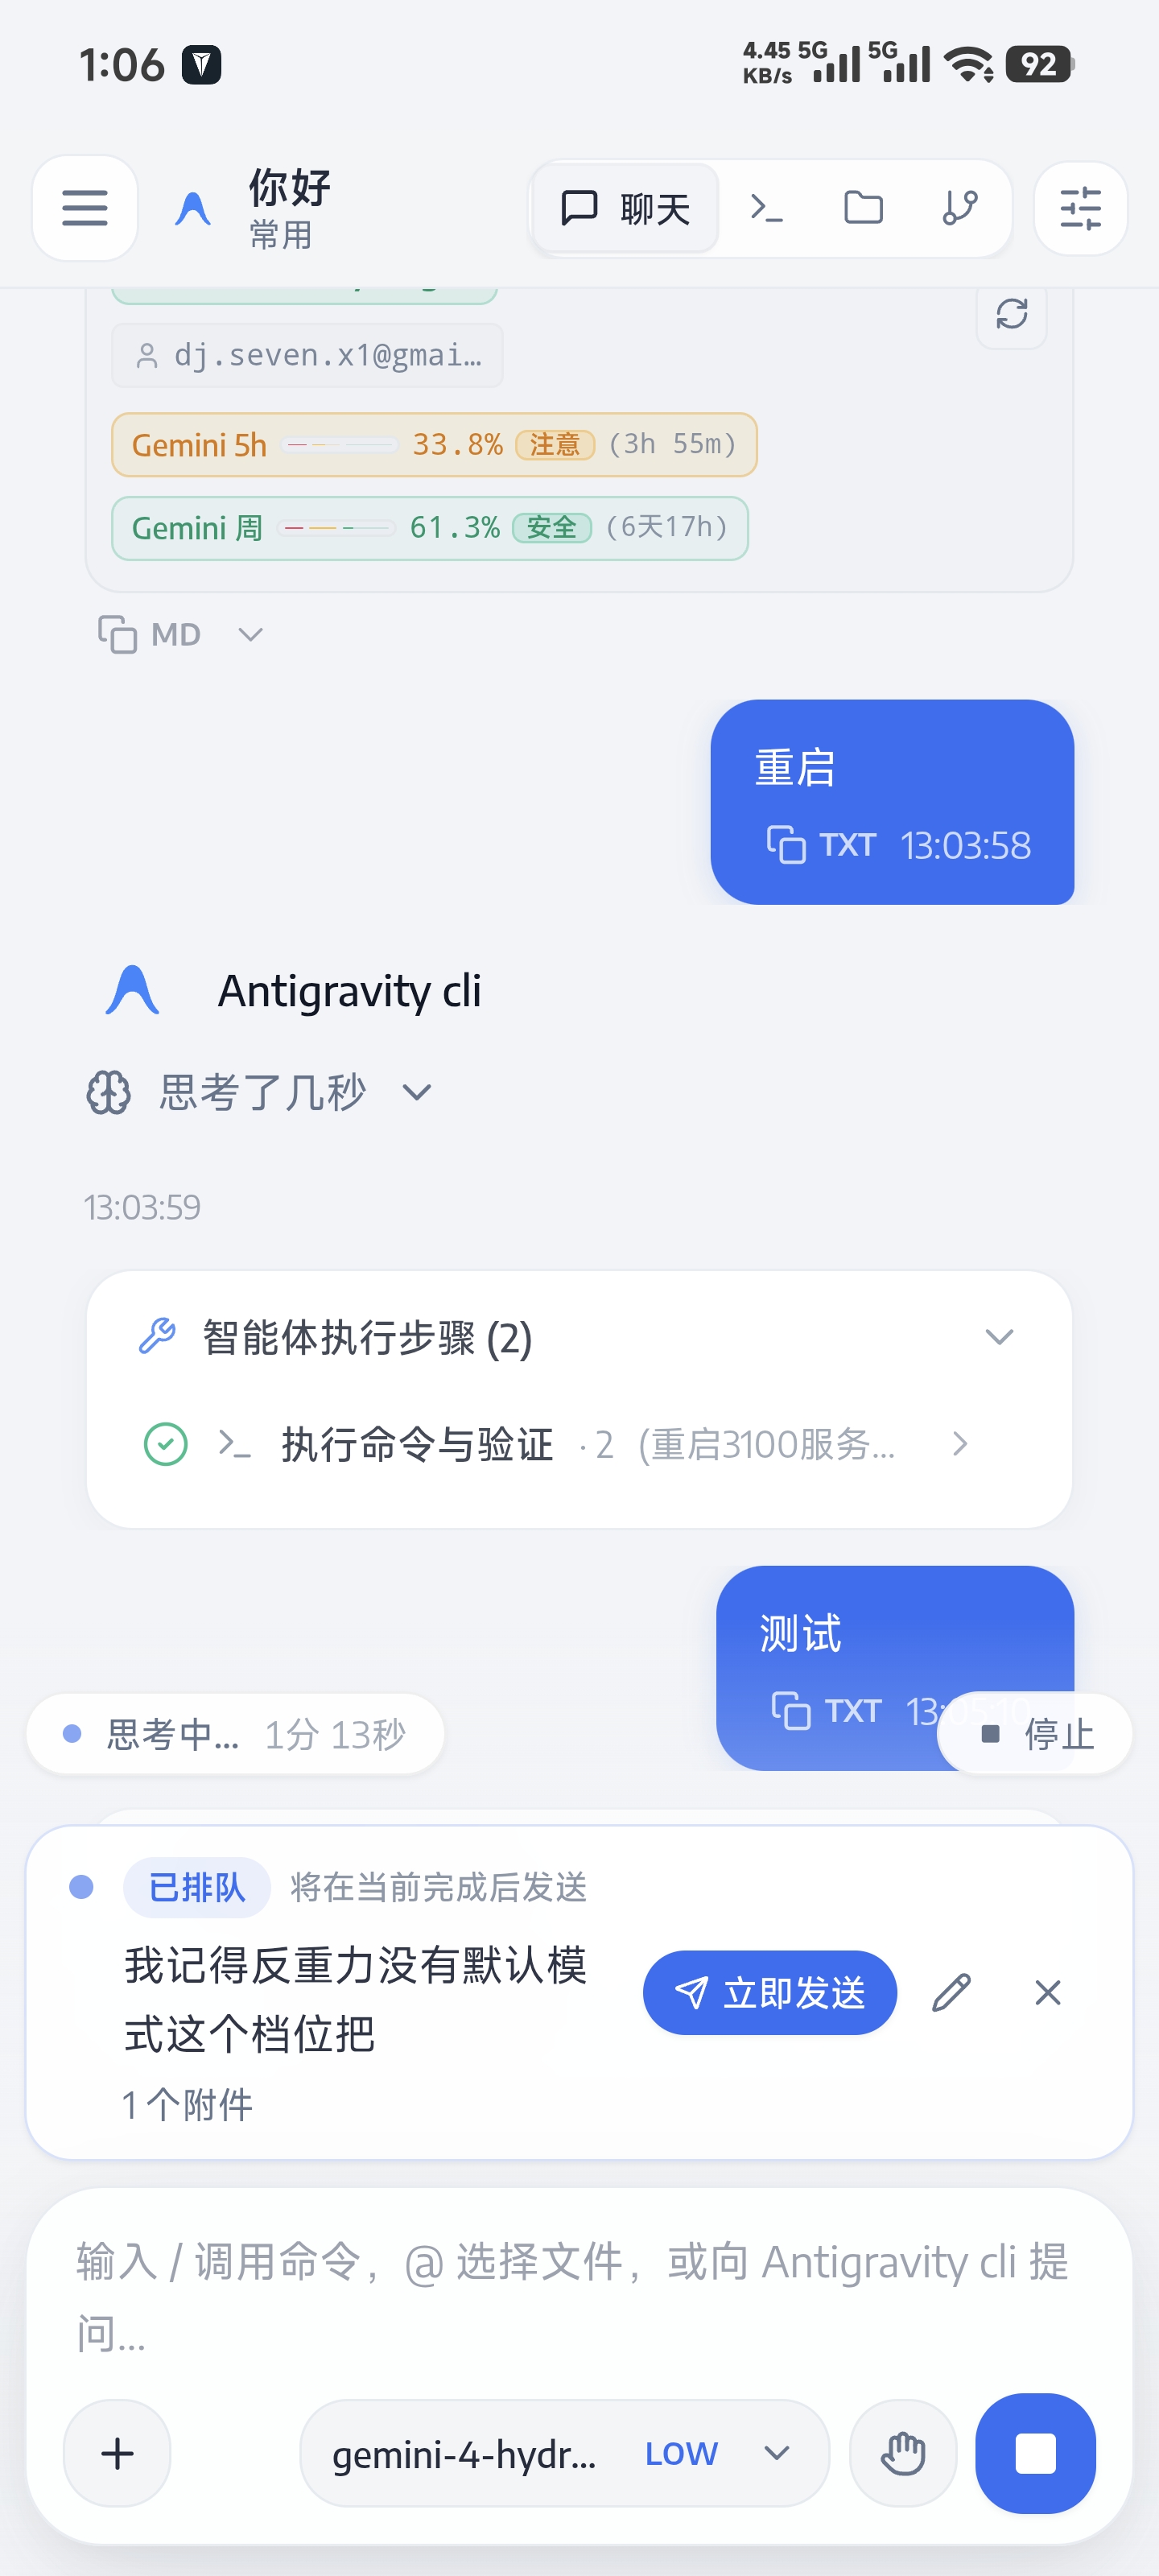 1:06
4.45 KB/s 5G 5G 92
你好
常用
聊天
dj.seven.x1@gmai…
Gemini 5h 33.8% 注意 (3h 55m)
Gemini 周 61.3% 安全 (6天17h)
MD
重启
TXT 13:03:58
Antigravity cli
思考了几秒
13:03:59
智能体执行步骤 (2)
执行命令与验证 · 2 (重启3100服务...
测试
TXT 13:05:10
思考中... 1分 13秒
停止
已排队 将在当前完成后发送
我记得反重力没有默认模
式这个档位把
立即发送
1 个附件
输入 / 调用命令，@ 选择文件，或向 Antigravity cli 提
问...
gemini-4-hydr... LOW